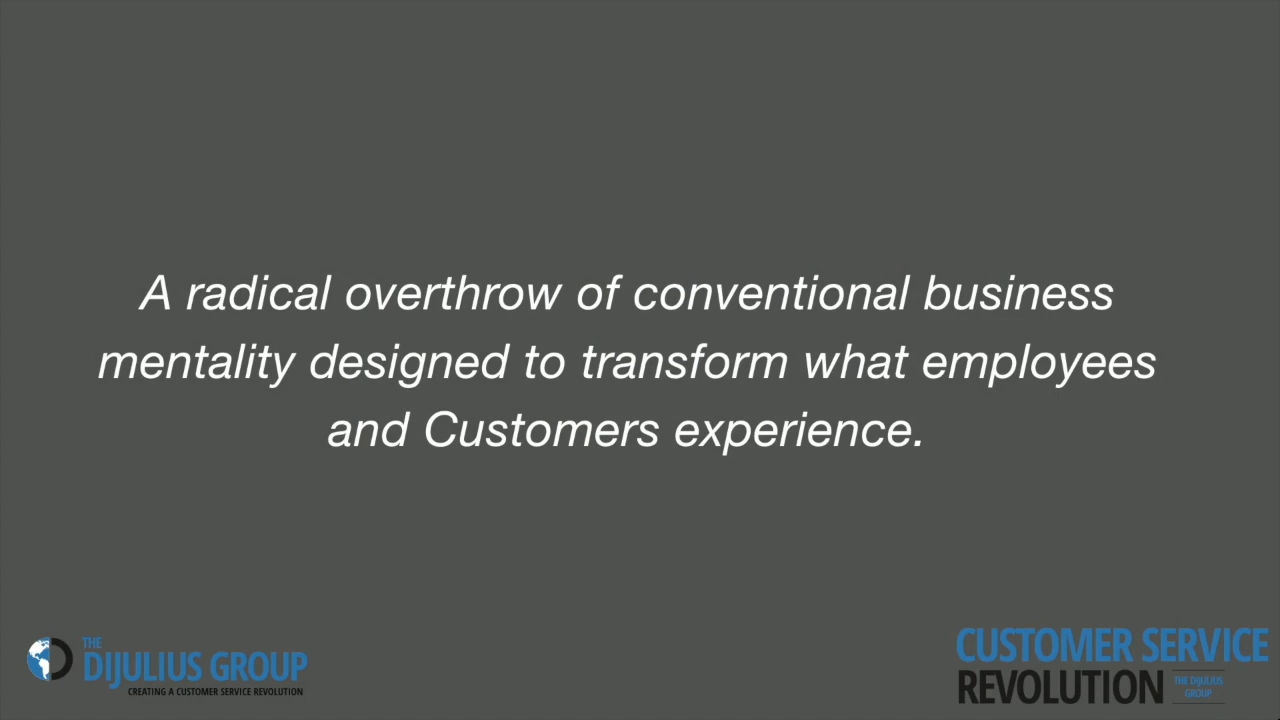 A radical overthrow of conventional business
mentality designed to transform what employees
and Customers experience.
THE
DIJULIUS GROUP
CREATING A CUSTOMER SERVICE REVOLUTION
CUSTOMER SERVICE
REVOLUTION
THE DIJULIUS
GROUP